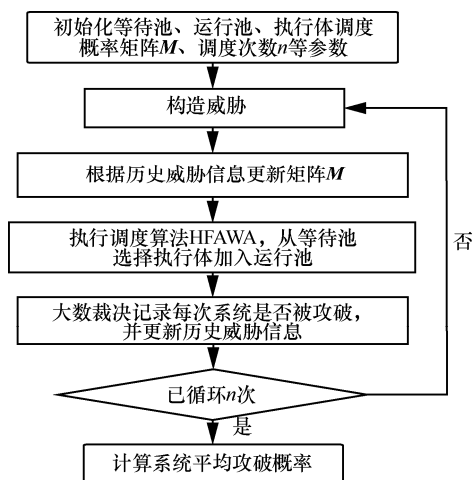 初始化等待池、运行池、执行体调度
概率矩阵M、调度次数n等参数
构造威胁
根据历史威胁信息更新矩阵M
执行调度算法HFAWA，从等待池
选择执行体加入运行池
否
大数裁决记录每次系统是否被攻破，
并更新历史威胁信息
已循环n次
是
计算系统平均攻破概率